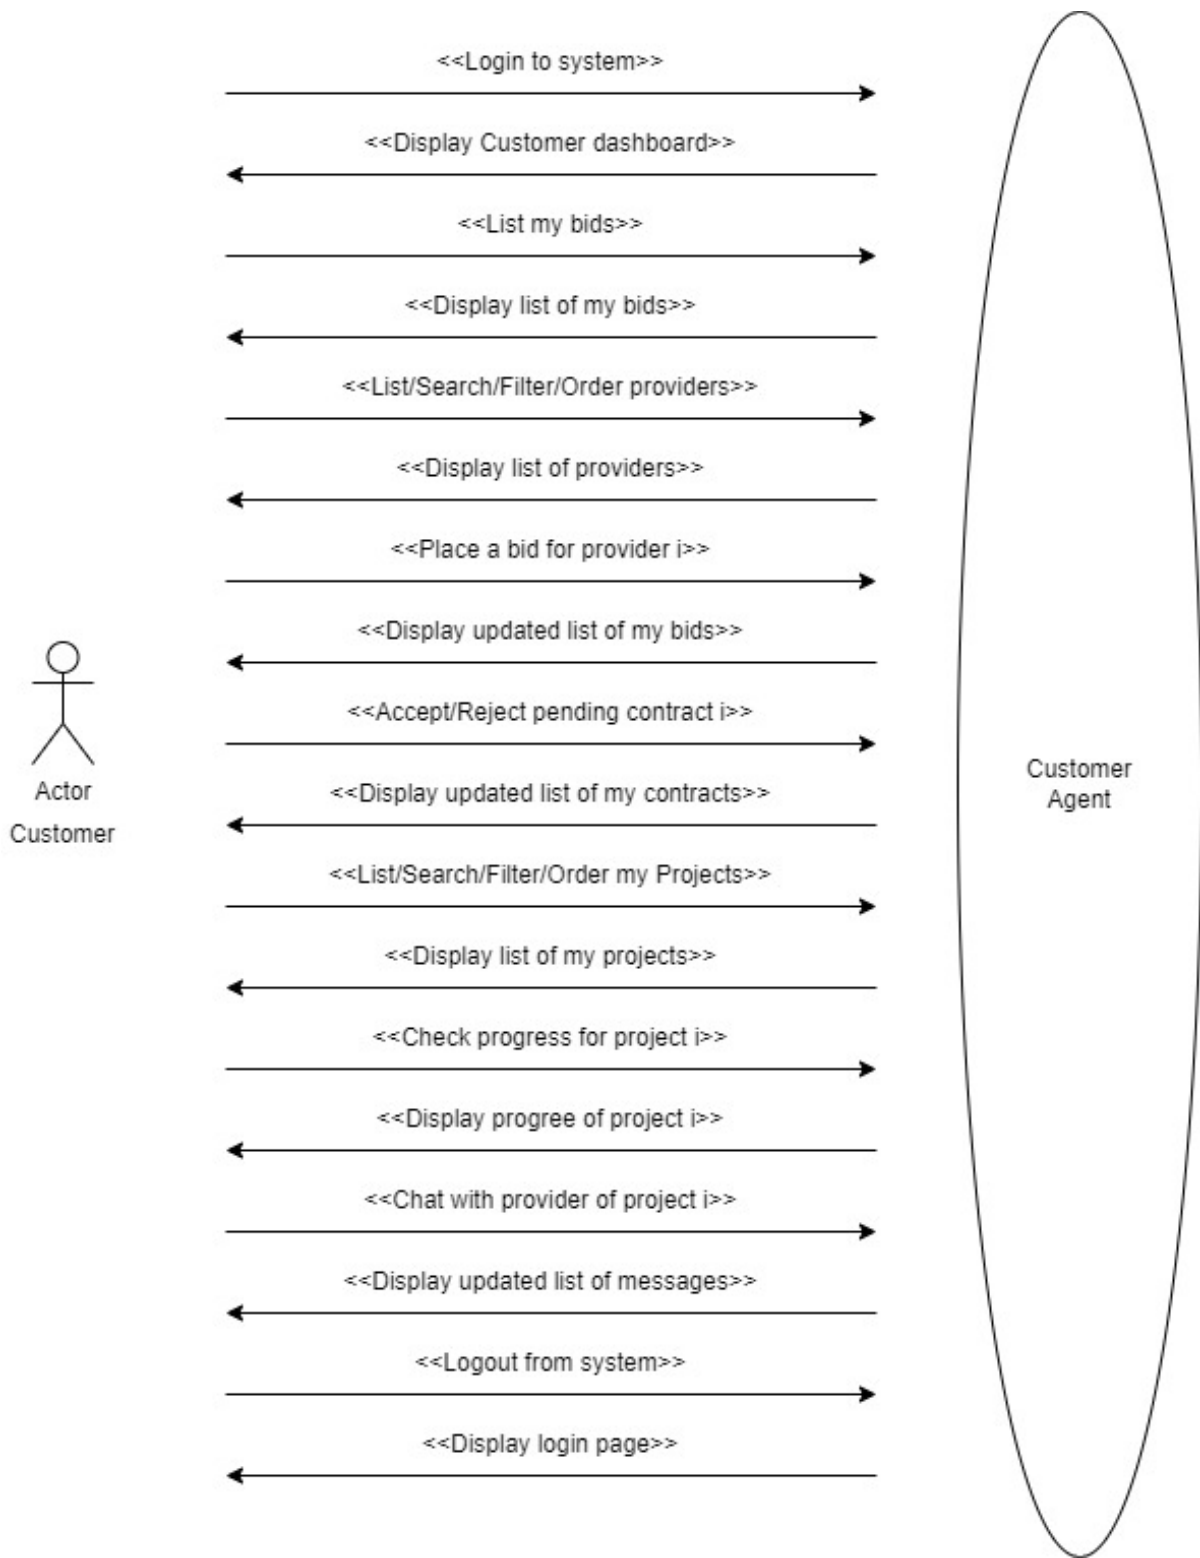 <<Login to system>>
<<Display Customer dashboard>>
<<List my bids>>
<<Display list of my bids>>
<<List/Search/Filter/Order providers>>
<<Display list of providers>>
<<Place a bid for provider i>>
<<Display updated list of my bids>>
<<Accept/Reject pending contract i>>
<<Display updated list of my contracts>>
<<List/Search/Filter/Order my Projects>>
<<Display list of my projects>>
<<Check progress for project i>>
<<Display progree of project i>>
<<Chat with provider of project i>>
<<Display updated list of messages>>
<<Logout from system>>
<<Display login page>>
Actor
Customer
Customer
Agent